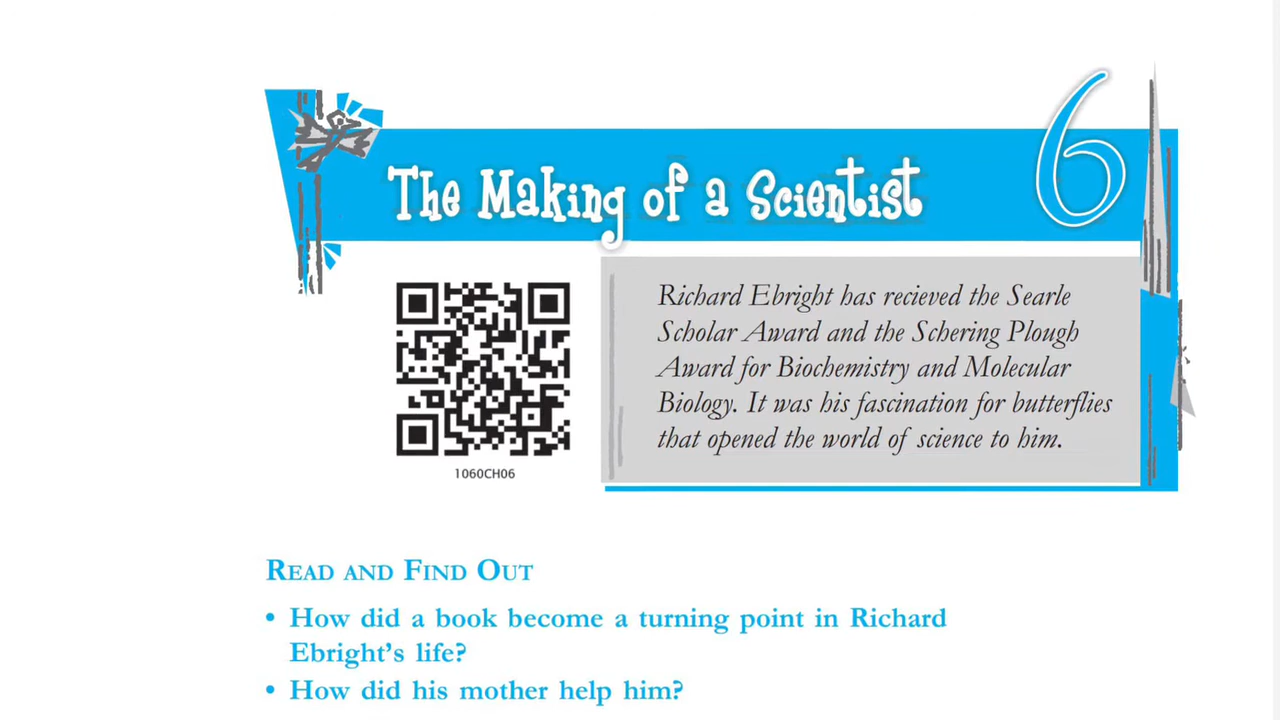 6
The Making of a Scientist
Richard Ebright has recieved the Searle
Scholar Award and the Schering Plough
Award for Biochemistry and Molecular
Biology. It was his fascination for butterflies
that opened the world of science to him.
1060CH06
READ AND FIND OUT
• How did a book become a turning point in Richard
Ebright's life?
• How did his mother help him?